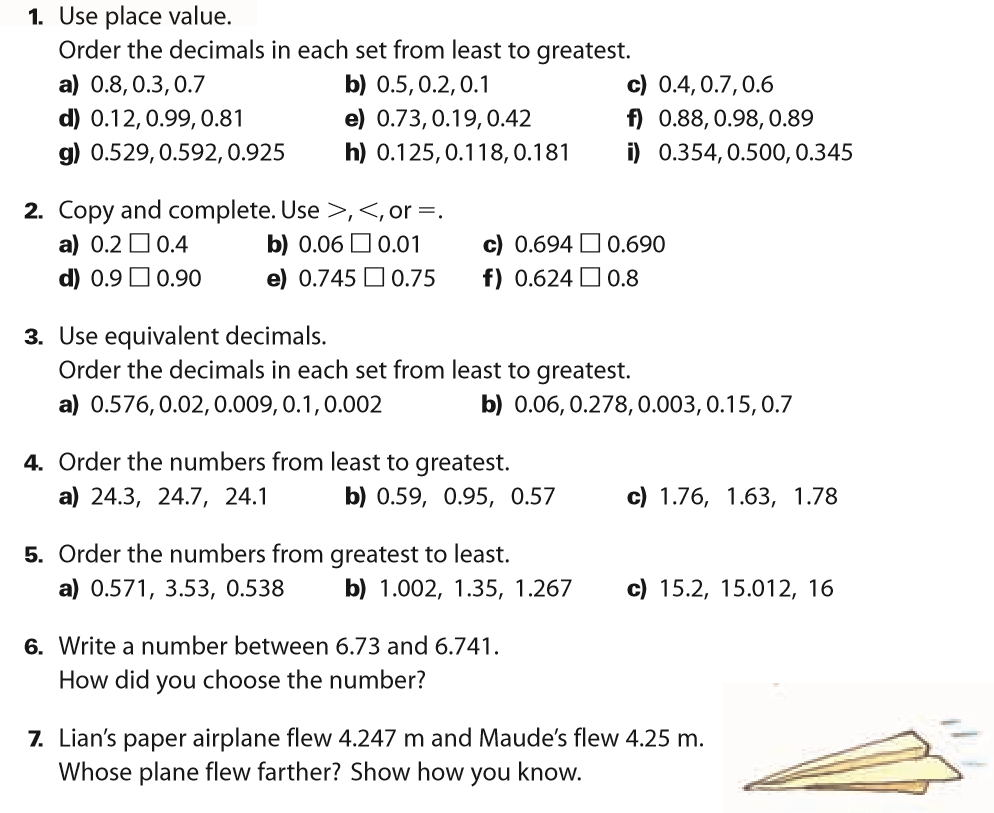 1. Use place value.
Order the decimals in each set from least to greatest.
a) 0.8, 0.3, 0.7 b) 0.5, 0.2, 0.1 c) 0.4, 0.7, 0.6
d) 0.12, 0.99, 0.81 e) 0.73, 0.19, 0.42 f) 0.88, 0.98, 0.89
g) 0.529, 0.592, 0.925 h) 0.125, 0.118, 0.181 i) 0.354, 0.500, 0.345
2. Copy and complete. Use >, <, or =.
a) 0.2 □ 0.4 b) 0.06 □ 0.01 c) 0.694 □ 0.690
d) 0.9 □ 0.90 e) 0.745 □ 0.75 f) 0.624 □ 0.8
3. Use equivalent decimals.
Order the decimals in each set from least to greatest.
a) 0.576, 0.02, 0.009, 0.1, 0.002 b) 0.06, 0.278, 0.003, 0.15, 0.7
4. Order the numbers from least to greatest.
a) 24.3, 24.7, 24.1 b) 0.59, 0.95, 0.57 c) 1.76, 1.63, 1.78
5. Order the numbers from greatest to least.
a) 0.571, 3.53, 0.538 b) 1.002, 1.35, 1.267 c) 15.2, 15.012, 16
6. Write a number between 6.73 and 6.741.
How did you choose the number?
7. Lian's paper airplane flew 4.247 m and Maude's flew 4.25 m.
Whose plane flew farther? Show how you know.